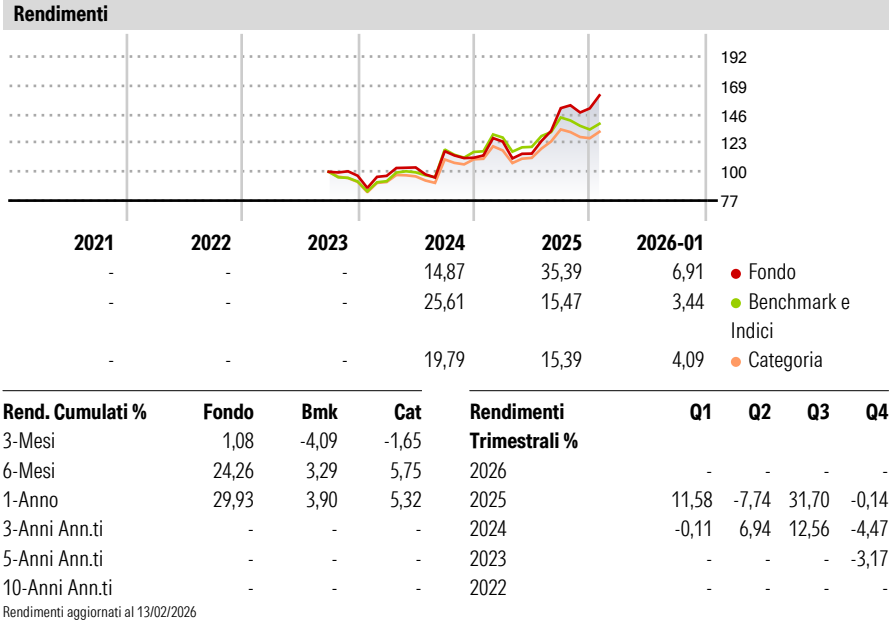 Rendimenti
192
169
146
123
100
77
2021 2022 2023 2024 2025 2026-01
- - - 14,87 35,39 6,91 Fondo
- - - 25,61 15,47 3,44 Benchmark e
Indici
- - - 19,79 15,39 4,09 Categoria
Rend. Cumulati % Fondo Bmk Cat
3-Mesi 1,08 -4,09 -1,65
6-Mesi 24,26 3,29 5,75
1-Anno 29,93 3,90 5,32
3-Anni Ann.ti - - -
5-Anni Ann.ti - - -
10-Anni Ann.ti - - -
Rendimenti Q1 Q2 Q3 Q4
Trimestrali %
2026 - - - -
2025 11,58 -7,74 31,70 -0,14
2024 -0,11 6,94 12,56 -4,47
2023 - - - -3,17
2022 - - - -
Rendimenti aggiornati al 13/02/2026